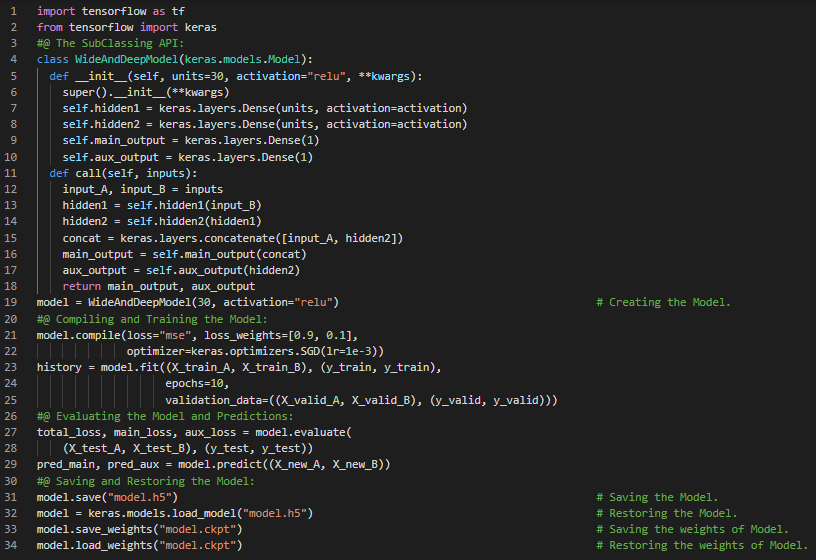 1 import tensorflow as tf
2 from tensorflow import keras
3 #@ The SubClassing API:
4 class WideAndDeepModel(keras.models.Model):
5 def __init__(self, units=30, activation="relu", **kwargs):
6 super().__init__(**kwargs)
7 self.hidden1 = keras.layers.Dense(units, activation=activation)
8 self.hidden2 = keras.layers.Dense(units, activation=activation)
9 self.main_output = keras.layers.Dense(1)
10 self.aux_output = keras.layers.Dense(1)
11 def call(self, inputs):
12 input_A, input_B = inputs
13 hidden1 = self.hidden1(input_B)
14 hidden2 = self.hidden2(hidden1)
15 concat = keras.layers.concatenate([input_A, hidden2])
16 main_output = self.main_output(concat)
17 aux_output = self.aux_output(hidden2)
18 return main_output, aux_output
19 model = WideAndDeepModel(30, activation="relu") # Creating the Model.
20 #@ Compiling and Training the Model:
21 model.compile(loss="mse", loss_weights=[0.9, 0.1],
22 optimizer=keras.optimizers.SGD(lr=1e-3))
23 history = model.fit((X_train_A, X_train_B), (y_train, y_train),
24 epochs=10,
25 validation_data=((X_valid_A, X_valid_B), (y_valid, y_valid)))
26 #@ Evaluating the Model and Predictions:
27 total_loss, main_loss, aux_loss = model.evaluate(
28 (X_test_A, X_test_B), (y_test, y_test))
29 pred_main, pred_aux = model.predict((X_new_A, X_new_B))
30 #@ Saving and Restoring the Model:
31 model.save("model.h5") # Saving the Model.
32 model = keras.models.load_model("model.h5") # Restoring the Model.
33 model.save_weights("model.ckpt") # Saving the weights of Model.
34 model.load_weights("model.ckpt") # Restoring the weights of Model.